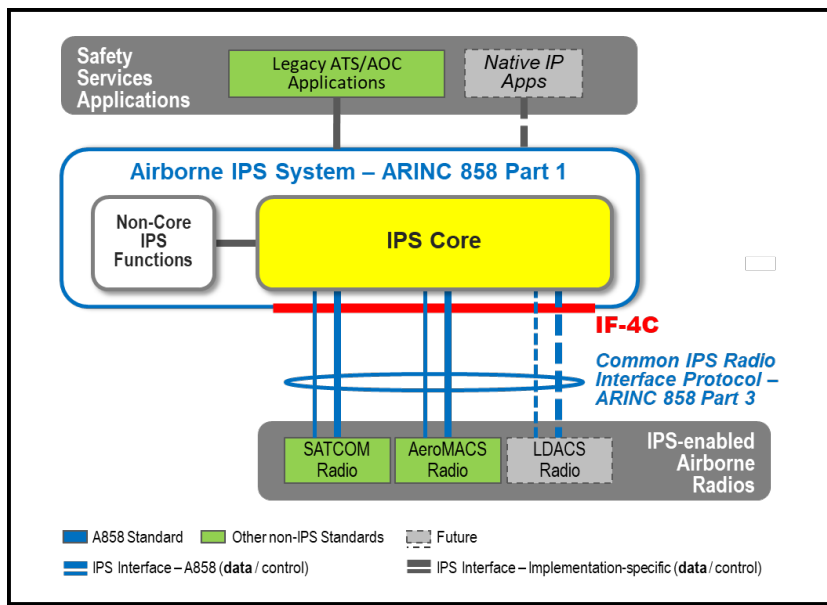 Safety
Services
Applications
Legacy ATS/AOC
Applications
Native IP
Apps
Airborne IPS System – ARINC 858 Part 1
Non-Core
IPS
Functions
IPS Core
IF-4C
Common IPS Radio
Interface Protocol –
ARINC 858 Part 3
SATCOM
Radio
AeroMACS
Radio
LDACS
Radio
IPS-enabled
Airborne
Radios
A858 Standard
Other non-IPS Standards
Future
IPS Interface – A858 (data / control)
IPS Interface – Implementation-specific (data / control)